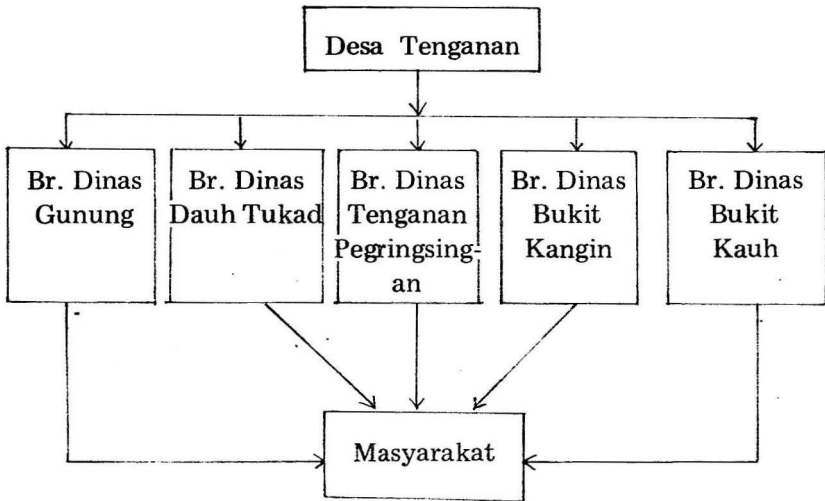 Desa Tenganan
Br. Dinas
Gunung
Br. Dinas
Dauh Tukad
Br. Dinas
Tenganan
Pegringsing-
an
Br. Dinas
Bukit
Kangin
Br. Dinas
Bukit
Kauh
Masyarakat